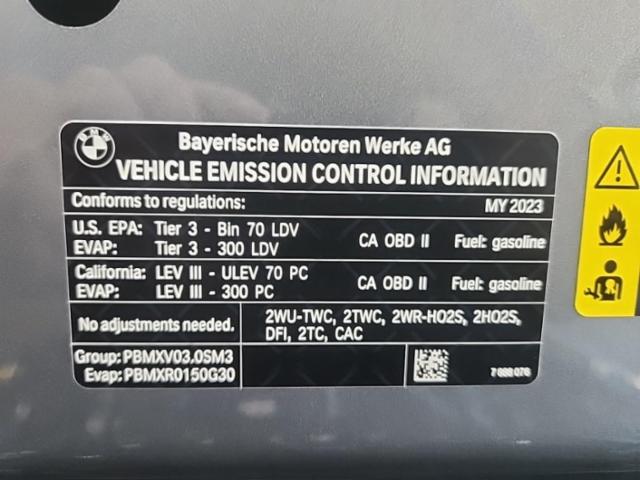 BMW
Bayerische Motoren Werke AG
VEHICLE EMISSION CONTROL INFORMATION
Conforms to regulations: MY 2023
U.S. EPA: Tier 3 - Bin 70 LDV CA OBD II Fuel: gasoline
EVAP: Tier 3 - 300 LDV
California: LEV III - ULEV 70 PC CA OBD II Fuel: gasoline
EVAP: LEV III - 300 PC
No adjustments needed. 2WU-TWC, 2TWC, 2WR-HO2S, 2HO2S,
DFI, 2TC, CAC
Group: PBMXV03.0SM3
Evap: PBMXR0150G30